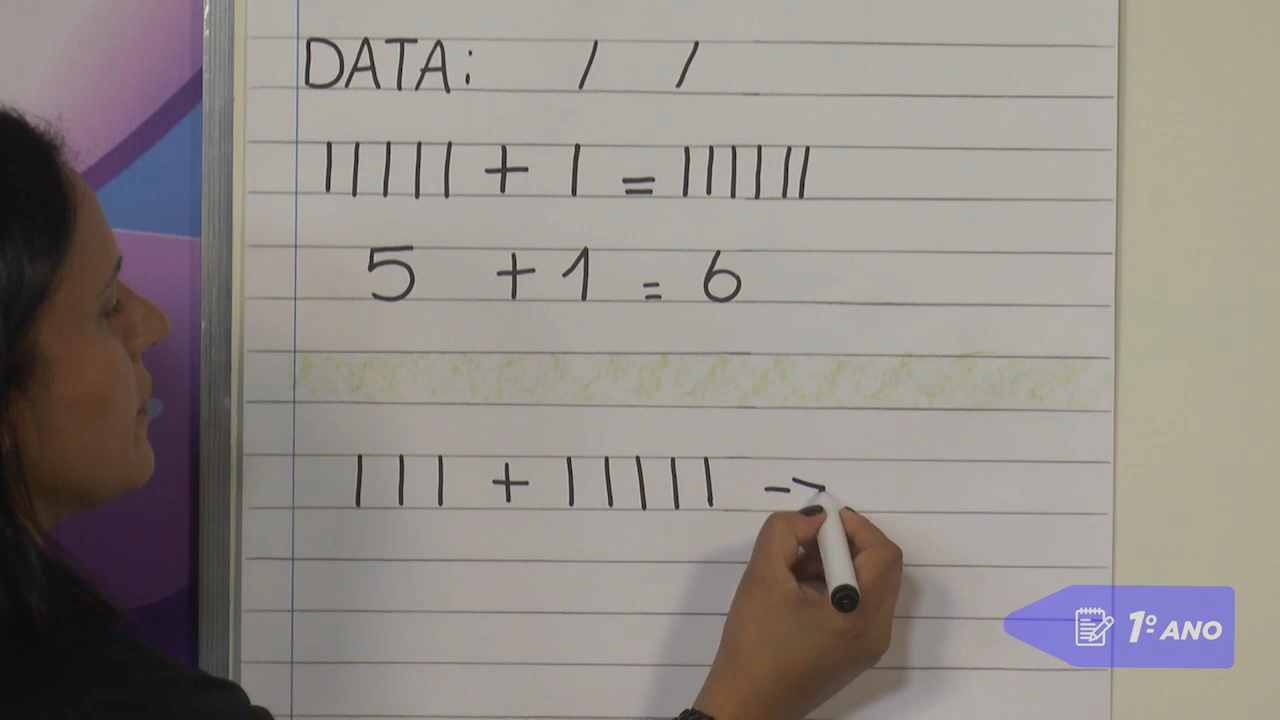 DATA: / /
||||| + | = ||||||
5 + 1 = 6
||| + ||||| ->
1º ANO